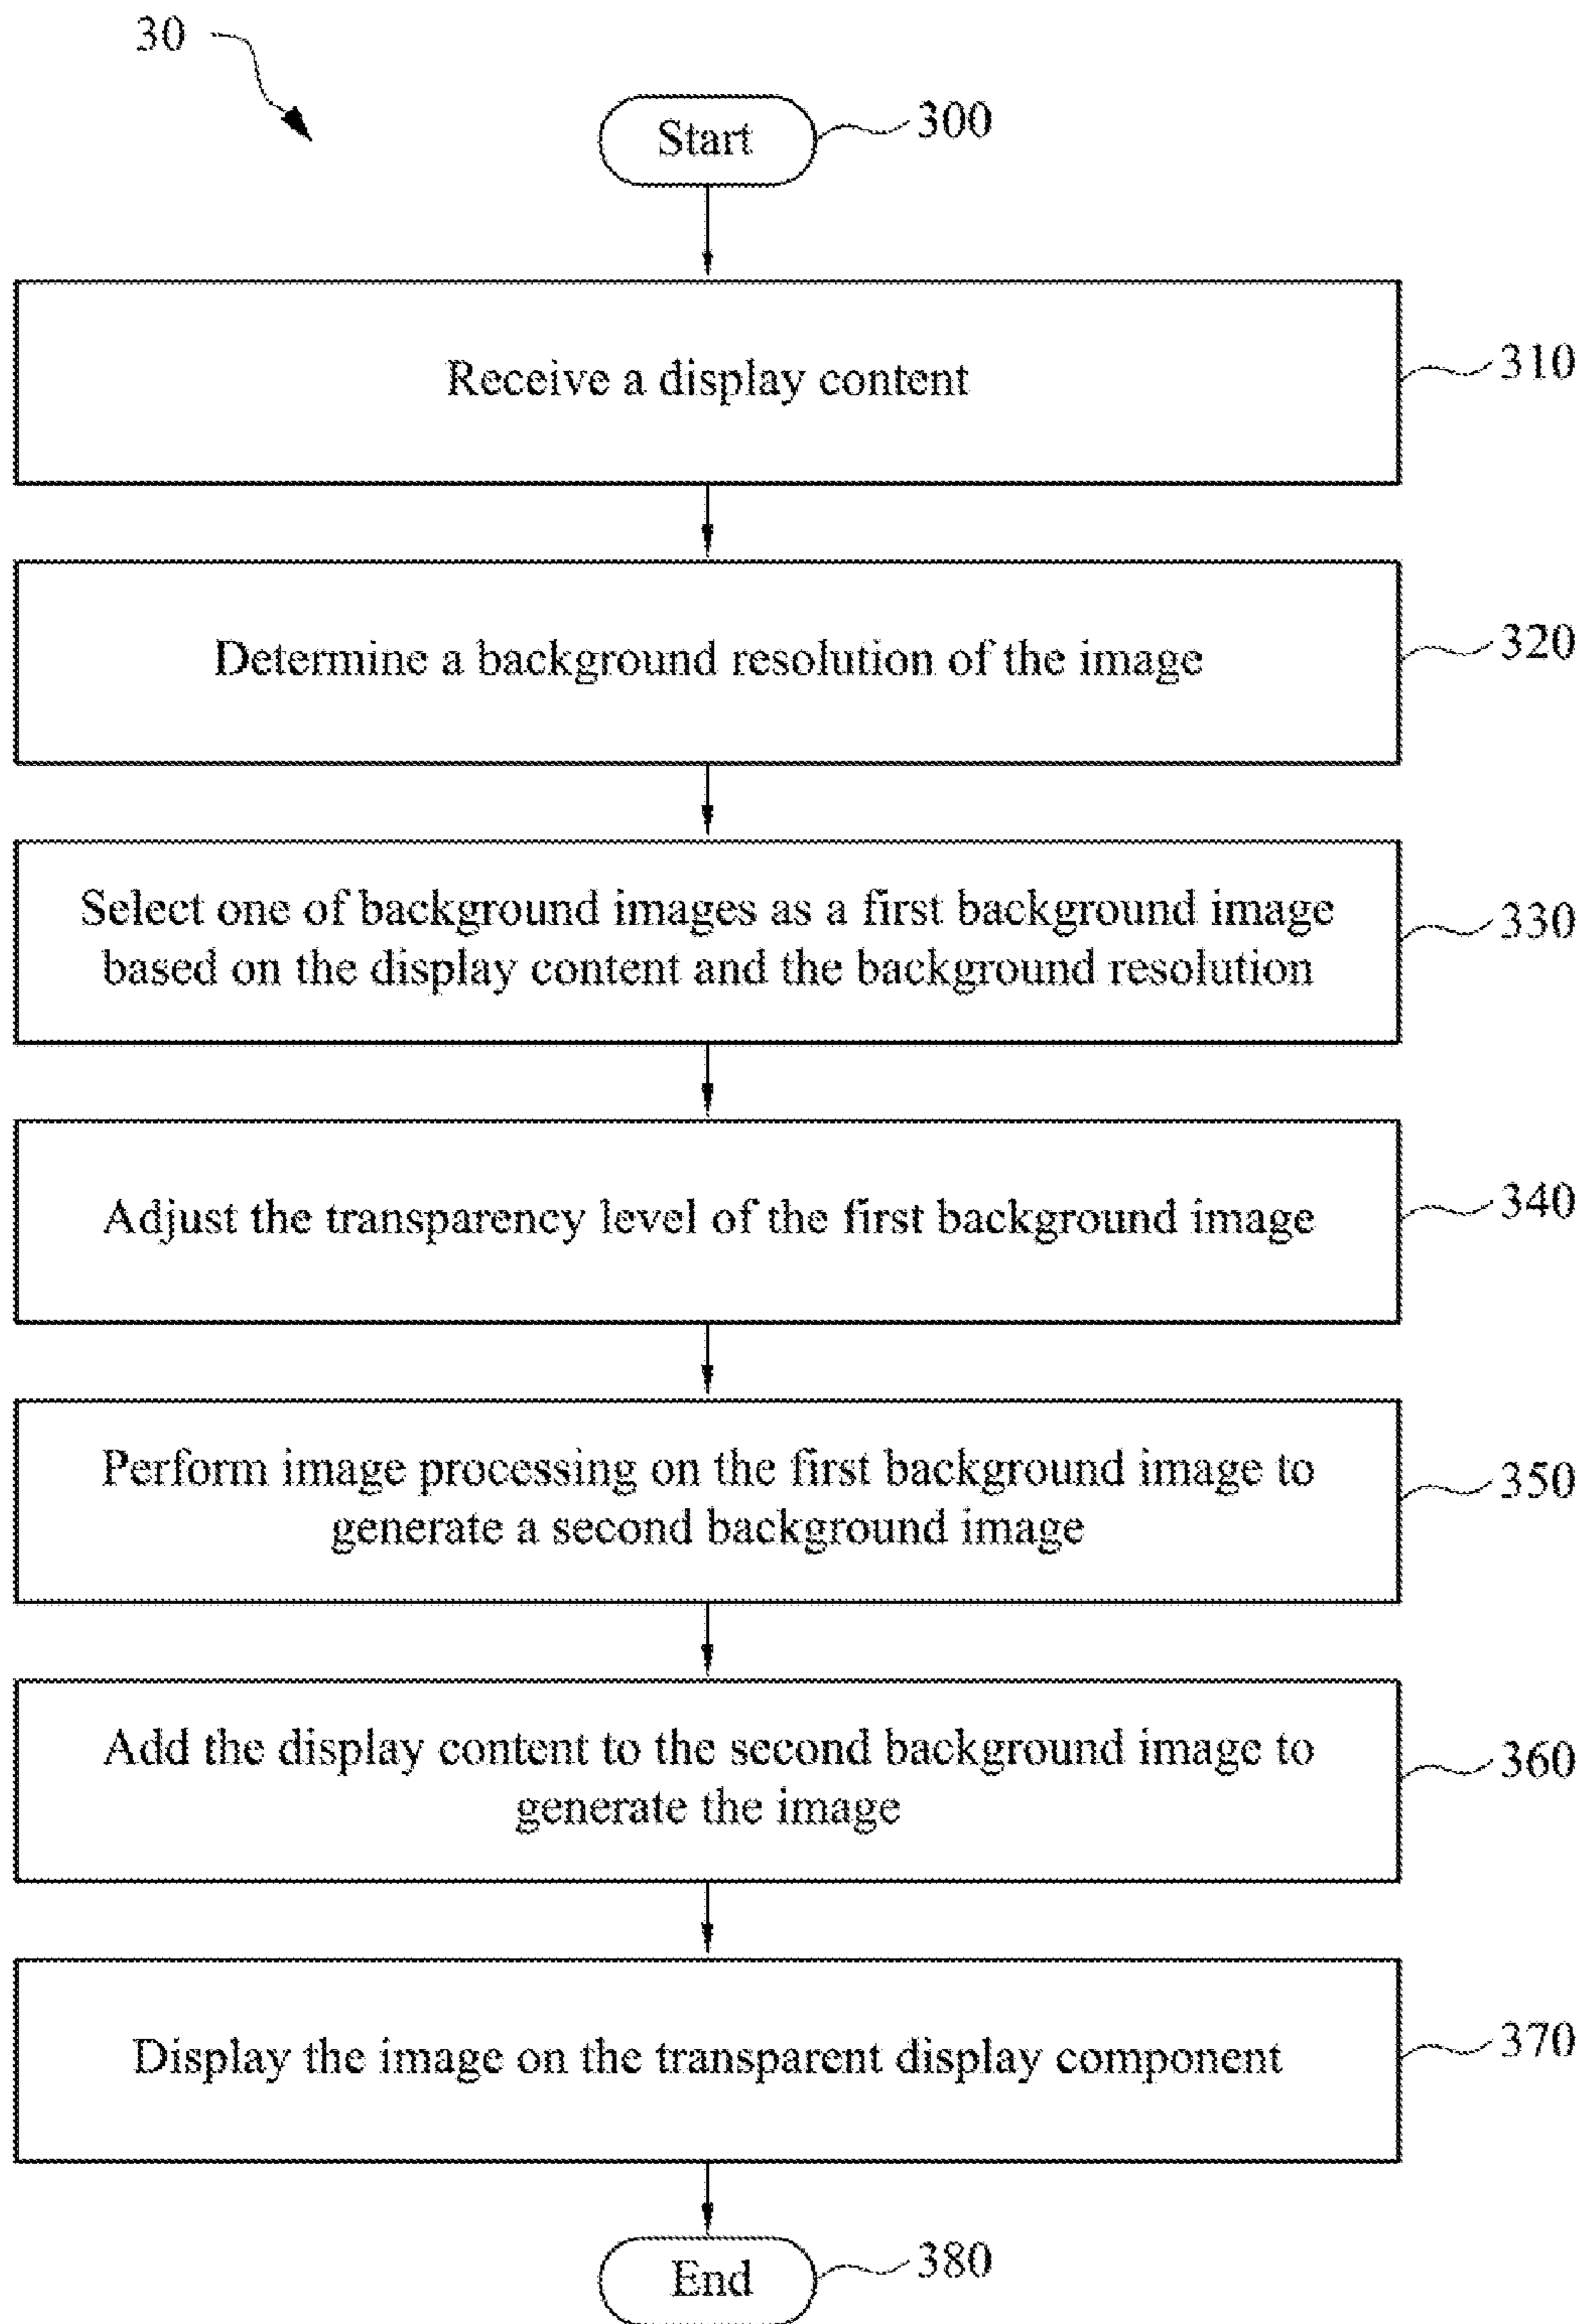 30
Start
300
Receive a display content
310
Determine a background resolution of the image
320
Select one of background images as a first background image
based on the display content and the background resolution
330
Adjust the transparency level of the first background image
340
Perform image processing on the first background image to
generate a second background image
350
Add the display content to the second background image to
generate the image
360
Display the image on the transparent display component
370
End
380